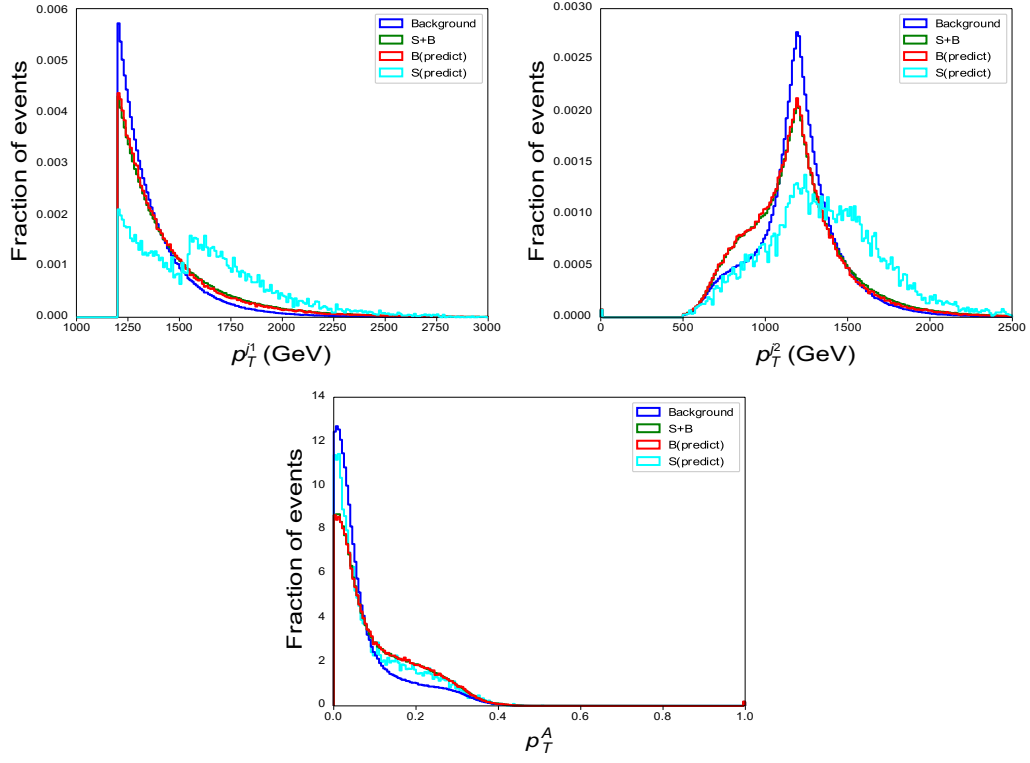 0.006
0.005
0.004
0.003
0.002
0.001
0.000
1000 1250 1500 1750 2000 2250 2500 2750 3000
Fraction of events
p_T^{j1} (GeV)
Background
S+B
B(predict)
S(predict)
0.0030
0.0025
0.0020
0.0015
0.0010
0.0005
0.0000
0 500 1000 1500 2000 2500
Fraction of events
p_T^{j2} (GeV)
Background
S+B
B(predict)
S(predict)
14
12
10
8
6
4
2
0
0.0 0.2 0.4 0.6 0.8 1.0
Fraction of events
p_T^A
Background
S+B
B(predict)
S(predict)